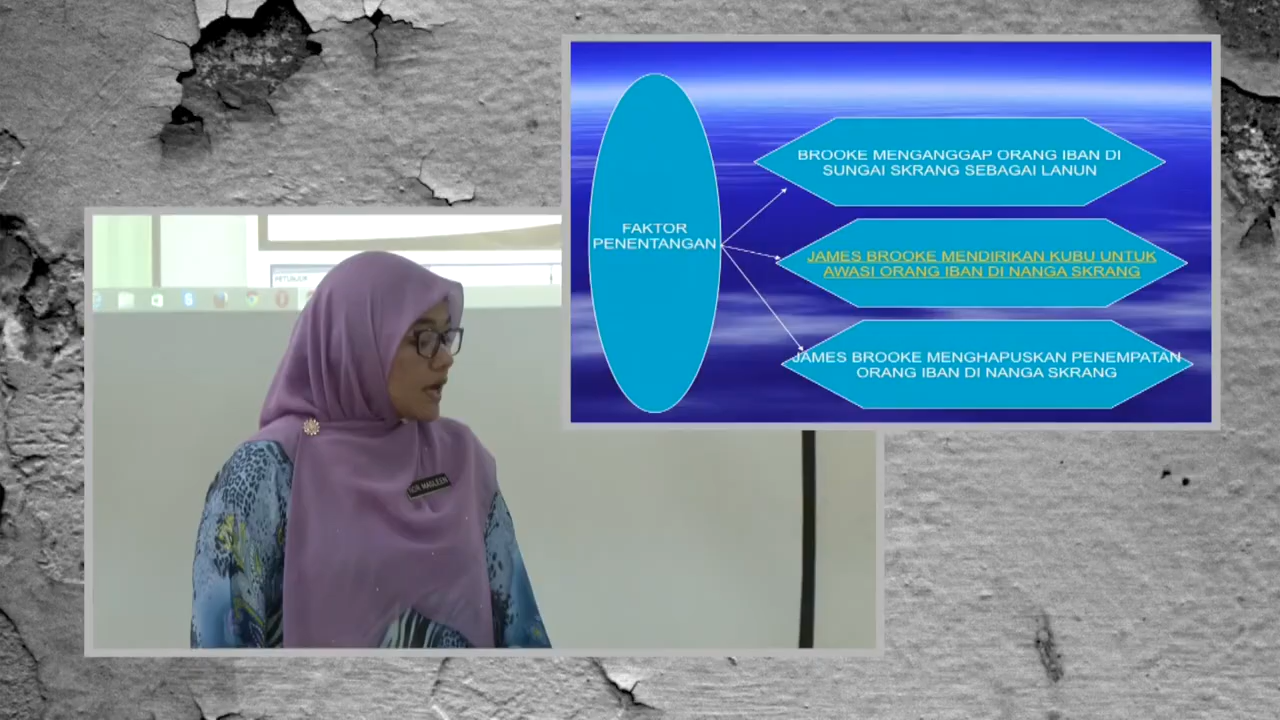 FAKTOR
PENENTANGAN
BROOKE MENGANGGAP ORANG IBAN DI
SUNGAI SKRANG SEBAGAI LANUN
JAMES BROOKE MENDIRIKAN KUBU UNTUK
AWASI ORANG IBAN DI NANGA SKRANG
JAMES BROOKE MENGHAPUSKAN PENEMPATAN
ORANG IBAN DI NANGA SKRANG